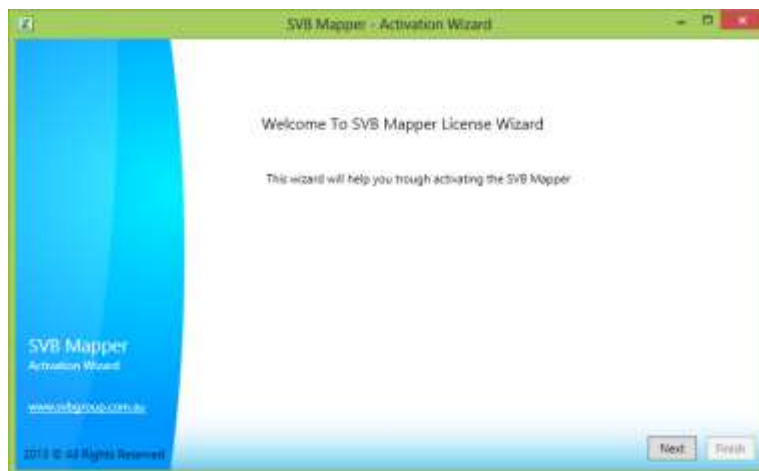 SVB Mapper - Activation Wizard
Welcome To SVB Mapper License Wizard
This wizard will help you trough activating the SVB Mapper
SVB Mapper
Activation Wizard
www.svbgroup.com.au
2013 © All Rights Reserved
Next Finish